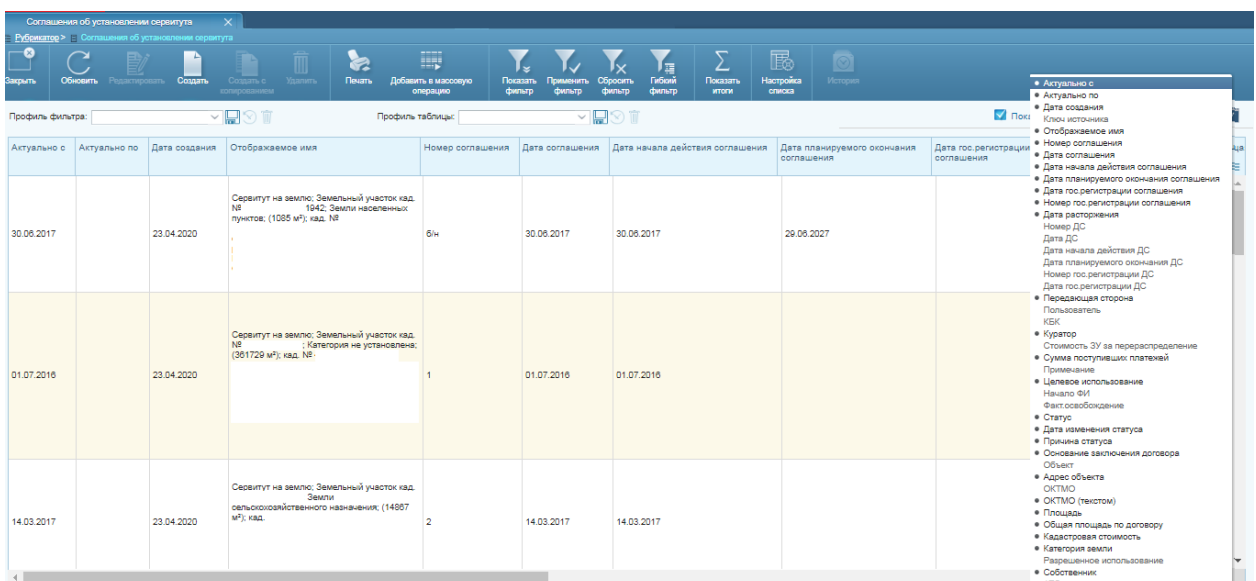 Соглашения об установлении сервитута
Рубрикатор > Соглашения об установлении сервитута
Закрыть
Обновить
Редактировать
Создать
Создать с копированием
Удалить
Печать
Добавить в массовую операцию
Показать фильтр
Применить фильтр
Сбросить фильтр
Гибкий фильтр
Показать итоги
Настройка списка
История
Профиль фильтра:
Профиль таблицы:
Актуально с
Актуально по
Дата создания
Отображаемое имя
Номер соглашения
Дата соглашения
Дата начала действия соглашения
Дата планируемого окончания
соглашения
Дата гос.регистрации
соглашения
30.06.2017
23.04.2020
Сервитут на землю; Земельный участок кад.
№ 1942; Земли населенных
пунктов; (1085 м²); кад. №
б/н
30.06.2017
30.06.2017
29.06.2027
01.07.2016
23.04.2020
Сервитут на землю; Земельный участок кад.
№ ; Категория не установлена;
(361729 м²); кад. №
1
01.07.2016
01.07.2016
14.03.2017
23.04.2020
Сервитут на землю; Земельный участок кад.
Земли
сельскохозяйственного назначения; (14867
м²); кад.
2
14.03.2017
14.03.2017
Актуально с
Актуально по
Дата создания
Ключ источника
Отображаемое имя
Номер соглашения
Дата соглашения
Дата начала действия соглашения
Дата планируемого окончания соглашения
Дата гос.регистрации соглашения
Номер гос.регистрации соглашения
Дата расторжения
Номер ДС
Дата ДС
Дата начала действия ДС
Дата планируемого окончания ДС
Номер гос.регистрации ДС
Дата гос.регистрации ДС
Передающая сторона
Пользователь
КБК
Куратор
Стоимость ЗУ за перераспределение
Сумма поступивших платежей
Примечание
Целевое использование
Начало ФИ
Факт.освобождение
Статус
Дата изменения статуса
Причина статуса
Основание заключения договора
Объект
Адрес объекта
ОКТМО
ОКТМО (текстом)
Площадь
Общая площадь по договору
Кадастровая стоимость
Категория земли
Разрешенное использование
Собственник